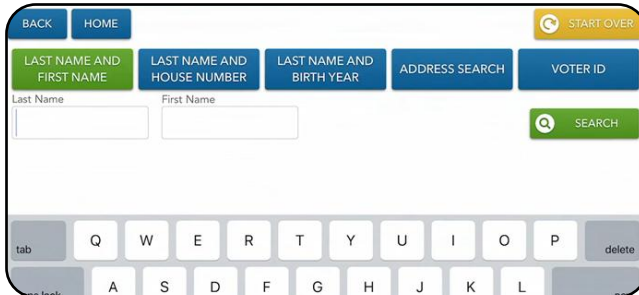 BACK HOME START OVER
LAST NAME AND FIRST NAME
LAST NAME AND HOUSE NUMBER
LAST NAME AND BIRTH YEAR
ADDRESS SEARCH
VOTER ID
Last Name First Name
SEARCH
tab Q W E R T Y U I O P delete
A S D F G H J K L